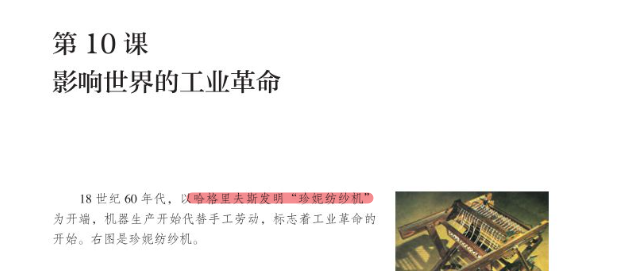 第 10 课
影响世界的工业革命
18 世纪 60 年代，以哈格里夫斯发明“珍妮纺纱机”
为开端，机器生产开始代替手工劳动，标志着工业革命的
开始。右图是珍妮纺纱机。